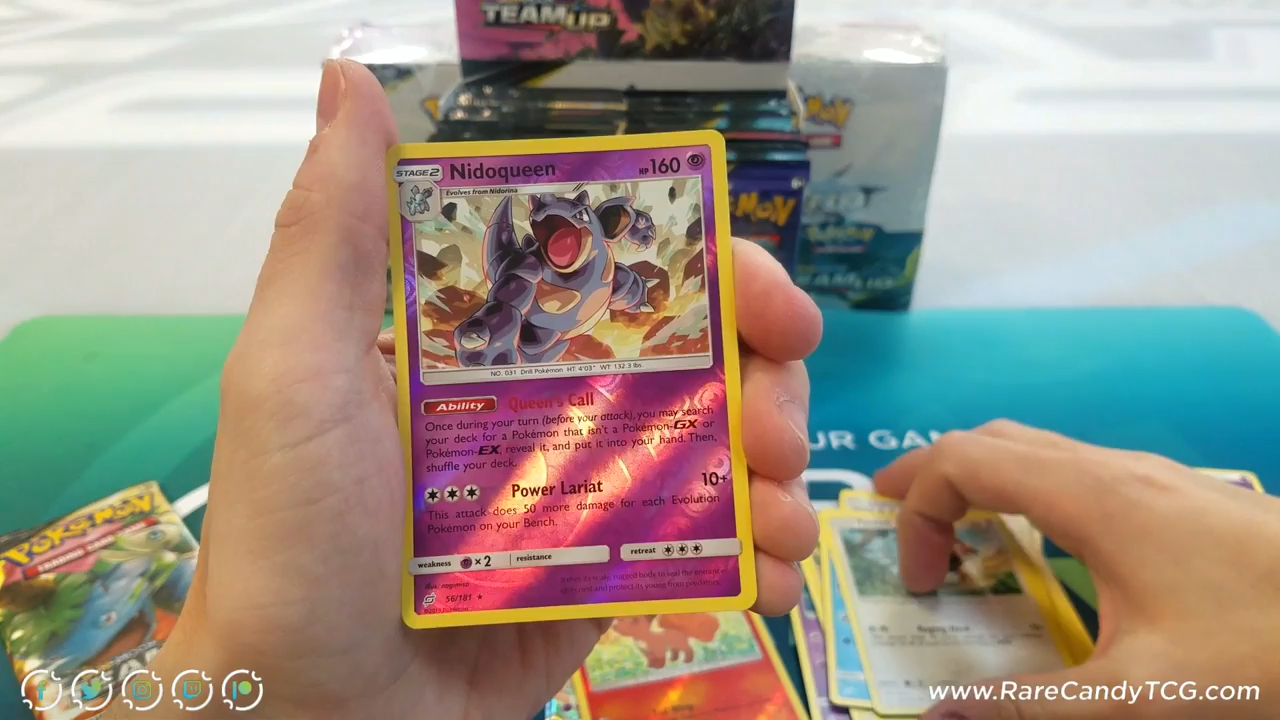 TEAM UP
STAGE2 Nidoqueen HP160
Evolves from Nidorina
NO. 031 Drill Pokémon HT: 4'03" WT: 132.3 lbs.
Ability Queen's Call
Once during your turn (before your attack), you may search
your deck for a Pokémon that isn't a Pokémon-GX or
Pokémon-EX, reveal it, and put it into your hand. Then,
shuffle your deck.
Power Lariat 10+
This attack does 50 more damage for each Evolution
Pokémon on your Bench.
weakness ×2 resistance retreat
56/181
POKéMON
POKéMON
www.RareCandyTCG.com